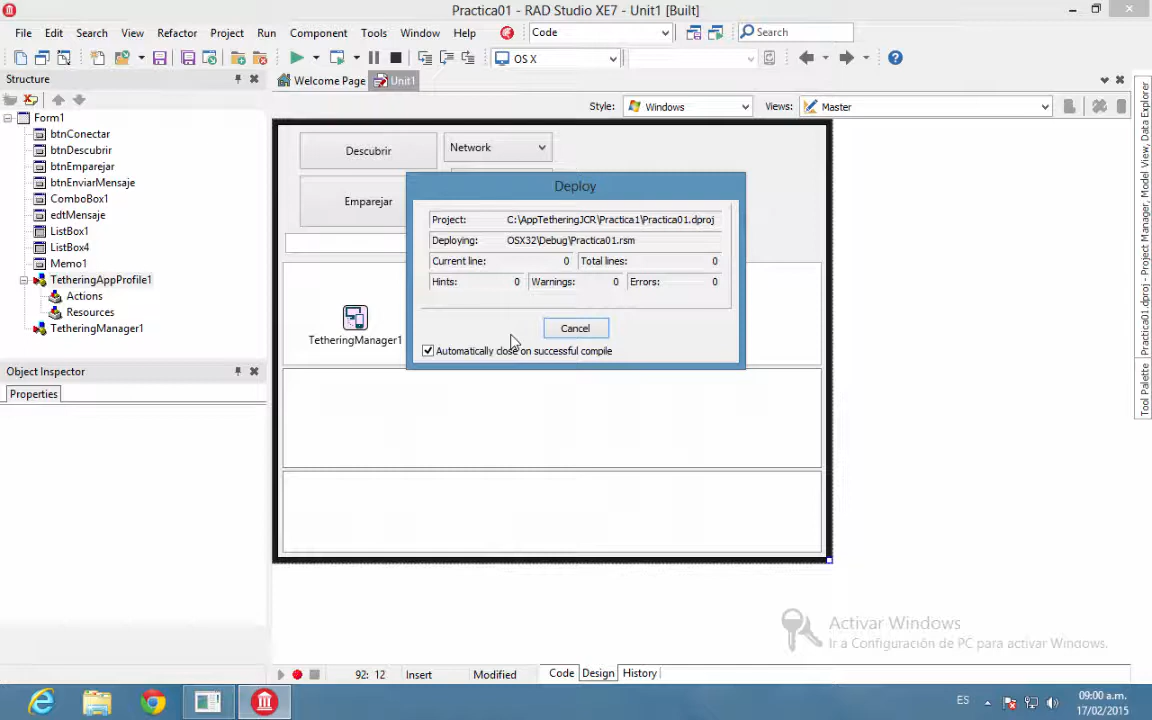 Practica01 - RAD Studio XE7 - Unit1 [Built]
File Edit Search View Refactor Project Run Component Tools Window Help Code Search
OS X
Structure
Welcome Page Unit1
Style: Windows Views: Master
Form1
btnConectar
btnDescubrir
btnEmparejar
btnEnviarMensaje
ComboBox1
edtMensaje
ListBox1
ListBox4
Memo1
TetheringAppProfile1
Actions
Resources
TetheringManager1
Object Inspector
Properties
Descubrir Network
Emparejar
TetheringManager1
Deploy
Project: C:\AppTetheringJCR\Practica1\Practica01.dproj
Deploying: OSX32\Debug\Practica01.rsm
Current line: 0 Total lines: 0
Hints: 0 Warnings: 0 Errors: 0
Cancel
Automatically close on successful compile
Practica01.dproj - Project Manager, Model View, Data Explorer
Tool Palette
Activar Windows
Ir a Configuración de PC para activar Windows.
92: 12 Insert Modified Code Design History
ES 09:00 a.m.
17/02/2015